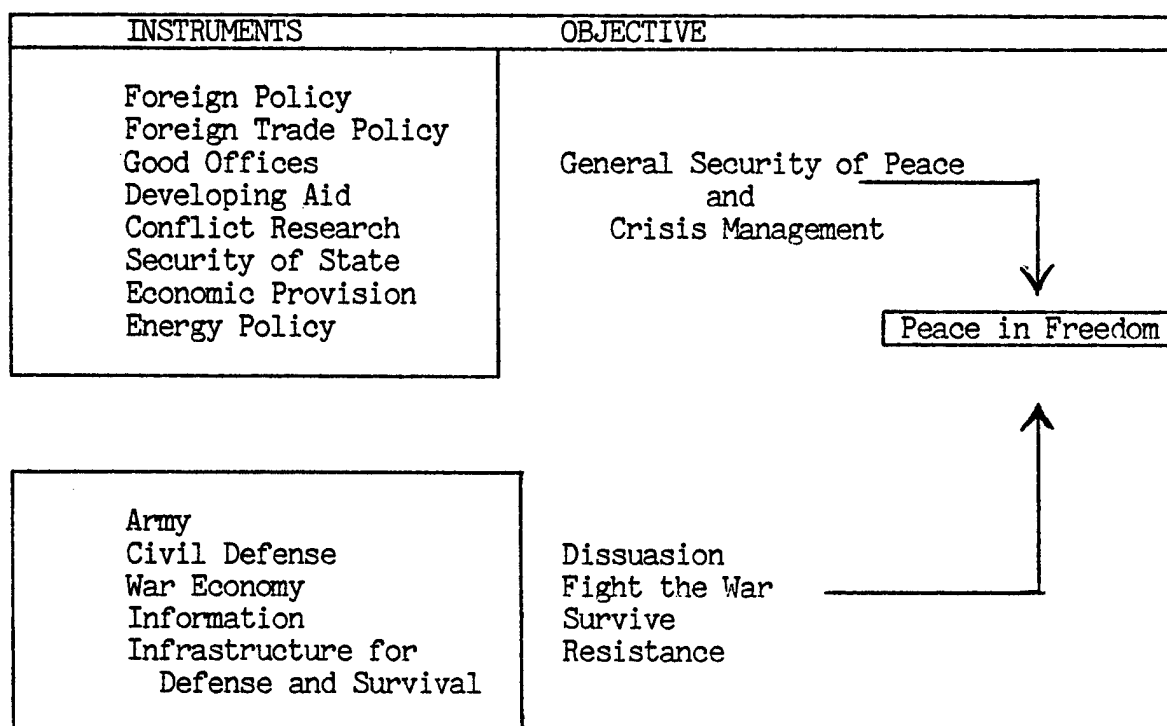 INSTRUMENTS OBJECTIVE
Foreign Policy
Foreign Trade Policy
Good Offices
Developing Aid
Conflict Research
Security of State
Economic Provision
Energy Policy
General Security of Peace
and
Crisis Management
Peace in Freedom
Army
Civil Defense
War Economy
Information
Infrastructure for
Defense and Survival
Dissuasion
Fight the War
Survive
Resistance